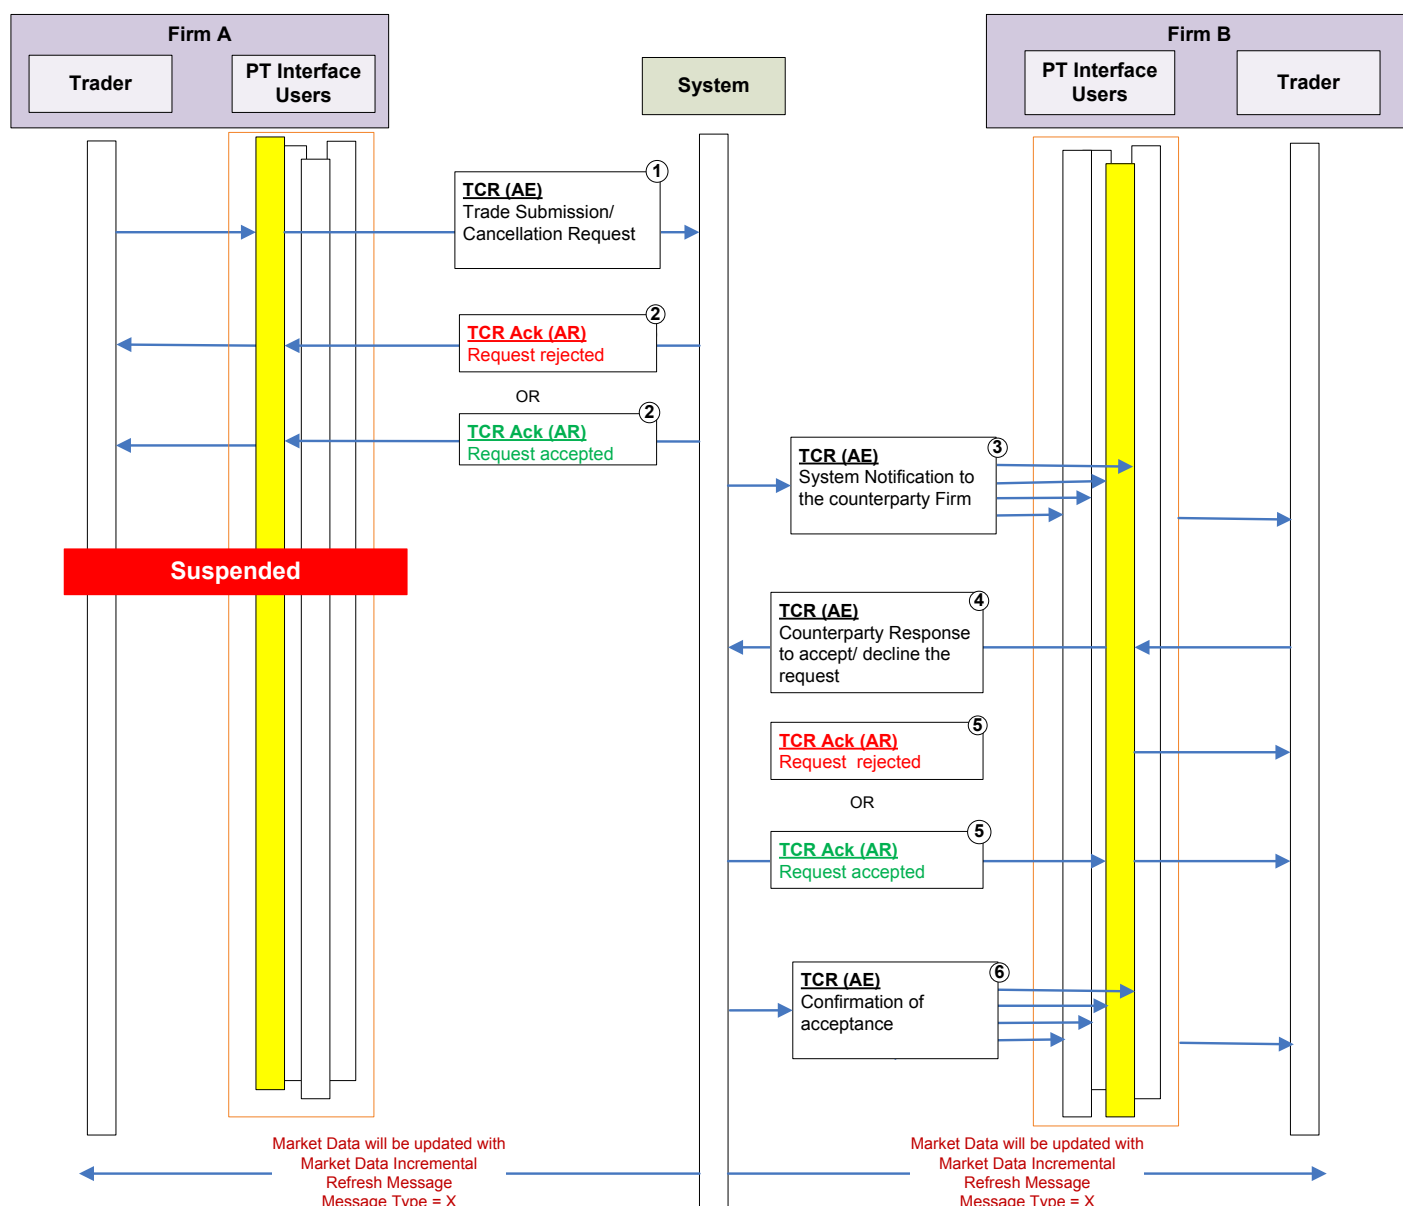 Firm A
Trader
PT Interface
Users
System
Firm B
PT Interface
Users
Trader
1
TCR (AE)
Trade Submission/
Cancellation Request
2
TCR Ack (AR)
Request rejected
OR
2
TCR Ack (AR)
Request accepted
3
TCR (AE)
System Notification to
the counterparty Firm
Suspended
4
TCR (AE)
Counterparty Response
to accept/ decline the
request
5
TCR Ack (AR)
Request  rejected
OR
5
TCR Ack (AR)
Request accepted
6
TCR (AE)
Confirmation of
acceptance
Market Data will be updated with
Market Data Incremental
Refresh Message
Message Type = X
Market Data will be updated with
Market Data Incremental
Refresh Message
Message Type = X